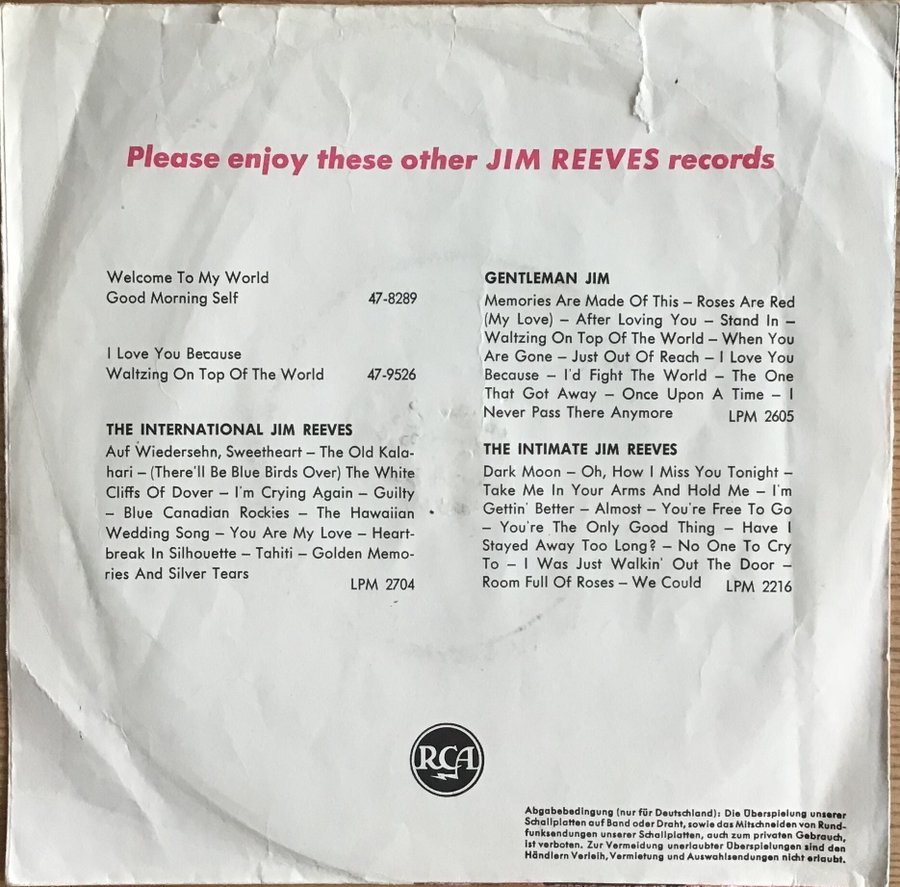 Please enjoy these other JIM REEVES records
Welcome To My World
Good Morning Self 47-8289
I Love You Because
Waltzing On Top Of The World 47-9526
THE INTERNATIONAL JIM REEVES
Auf Wiedersehn, Sweetheart – The Old Kala-
hari – (There'll Be Blue Birds Over) The White
Cliffs Of Dover – I'm Crying Again – Guilty
– Blue Canadian Rockies – The Hawaiian
Wedding Song – You Are My Love – Heart-
break In Silhouette – Tahiti – Golden Memo-
ries And Silver Tears LPM 2704
GENTLEMAN JIM
Memories Are Made Of This – Roses Are Red
(My Love) – After Loving You – Stand In –
Waltzing On Top Of The World – When You
Are Gone – Just Out Of Reach – I Love You
Because – I'd Fight The World – The One
That Got Away – Once Upon A Time – I
Never Pass There Anymore LPM 2605
THE INTIMATE JIM REEVES
Dark Moon – Oh, How I Miss You Tonight –
Take Me In Your Arms And Hold Me – I'm
Gettin' Better – Almost – You're Free To Go
– You're The Only Good Thing – Have I
Stayed Away Too Long? – No One To Cry
To – I Was Just Walkin' Out The Door –
Room Full Of Roses – We Could LPM 2216
RCA
Abgabebedingung (nur für Deutschland): Die Überspielung unserer
Schallplatten auf Band oder Draht, sowie das Mitschneiden von Rund-
funksendungen unserer Schallplatten, auch zum privaten Gebrauch,
ist verboten. Zur Vermeidung unerlaubter Überspielungen sind den
Händlern Verleih, Vermietung und Auswahlsendungen nicht erlaubt.